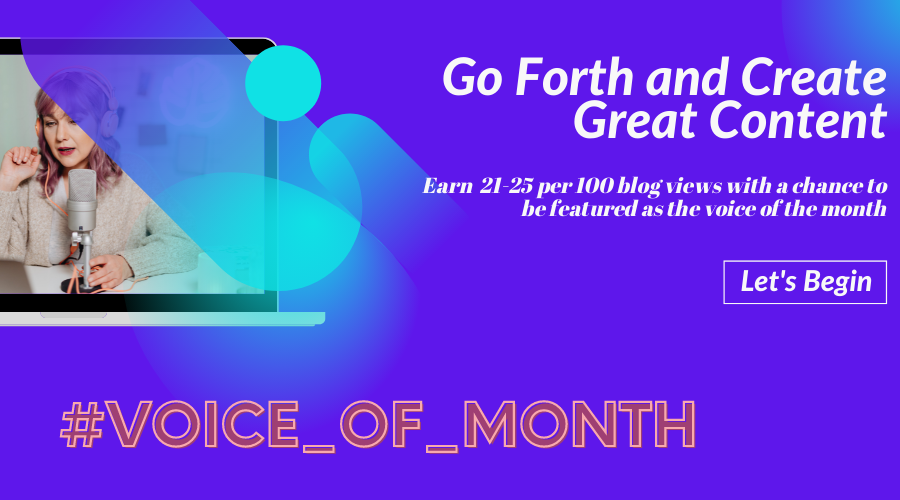 Go Forth and Create
Great Content
Earn 21-25 per 100 blog views with a chance to
be featured as the voice of the month
Let's Begin
#VOICE_OF_MONTH